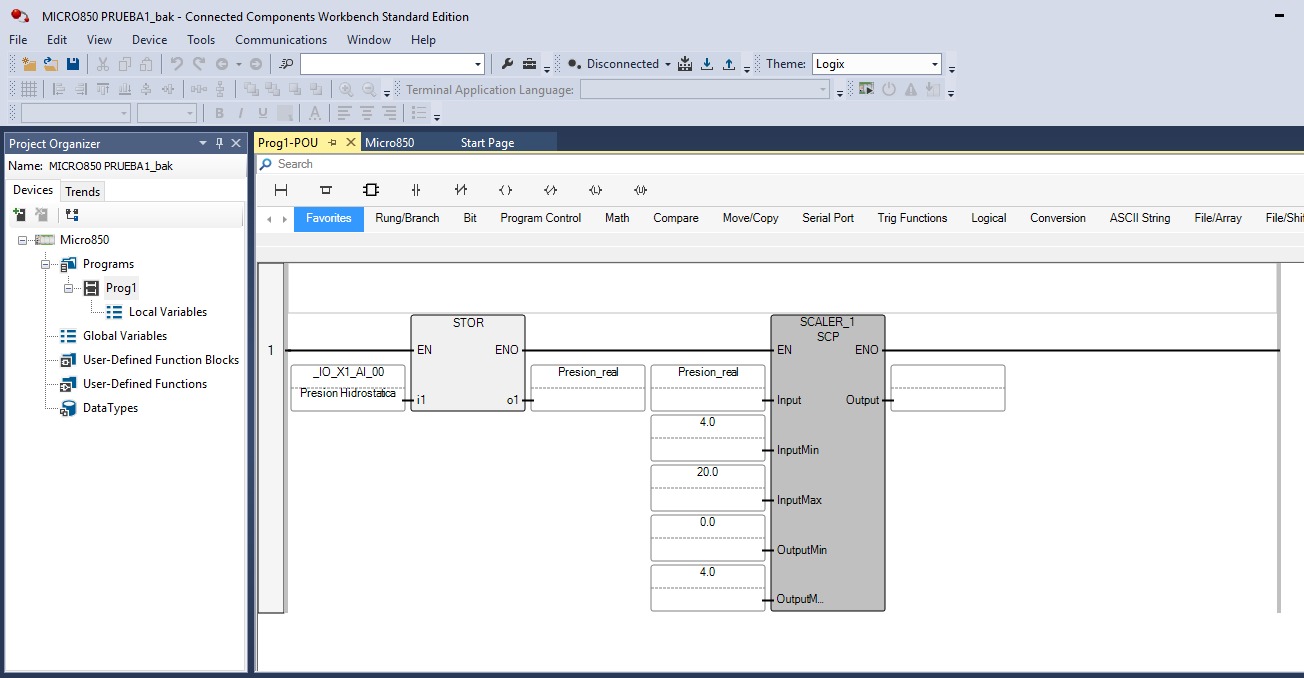 MICRO850 PRUEBA1_bak - Connected Components Workbench Standard Edition
File Edit View Device Tools Communications Window Help
Disconnected Theme: Logix
Terminal Application Language:
B I U A
Project Organizer
Name: MICRO850 PRUEBA1_bak
Devices Trends
Micro850
Programs
Prog1
Local Variables
Global Variables
User-Defined Function Blocks
User-Defined Functions
DataTypes
Prog1-POU Micro850 Start Page
Search
Favorites Rung/Branch Bit Program Control Math Compare Move/Copy Serial Port Trig Functions Logical Conversion ASCII String File/Array File/Shif
1
STOR
EN ENO
_IO_X1_AI_00
Presion Hidrostatica
i1 o1
Presion_real
Presion_real
SCALER_1
SCP
EN ENO
Input Output
4.0
InputMin
20.0
InputMax
0.0
OutputMin
4.0
OutputM...